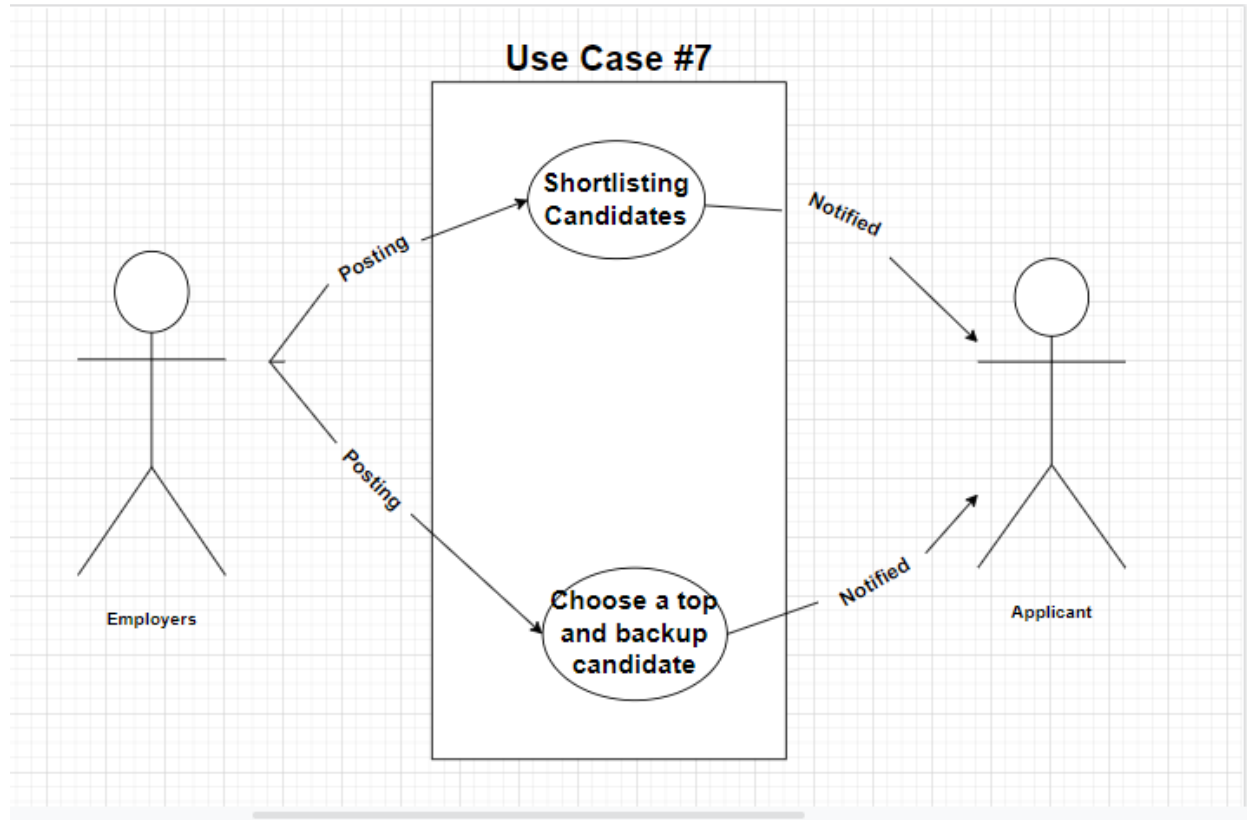 Use Case #7
Shortlisting
Candidates
Notified
Posting
Posting
Choose a top
and backup
candidate
Notified
Employers
Applicant